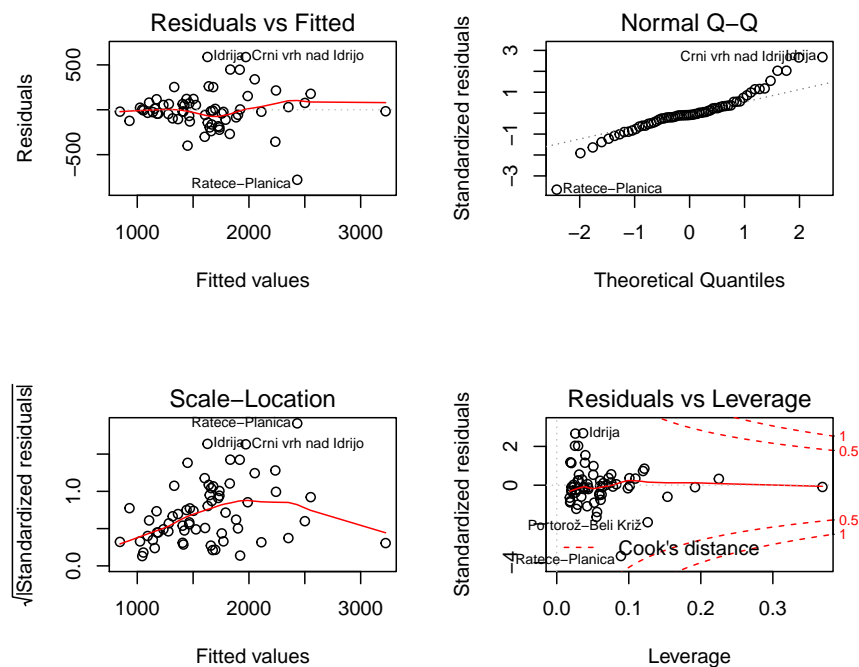 Residuals vs Fitted
Residuals
500
−500
Idrija
Crni vrh nad Idrijo
Ratece−Planica
1000
2000
3000
Fitted values
Normal Q−Q
Standardized residuals
3
1
−1
−3
Crni vrh nad Idrijo
Idrija
Ratece−Planica
−2
−1
0
1
2
Theoretical Quantiles
Scale−Location
√|Standardized residuals|
1.0
0.0
Ratece−Planica
Idrija
Crni vrh nad Idrijo
1000
2000
3000
Fitted values
Residuals vs Leverage
Standardized residuals
2
0
−4
Idrija
Portorož−Beli Križ
Ratece−Planica
Cook's distance
1
0.5
0.5
1
0.0
0.1
0.2
0.3
Leverage